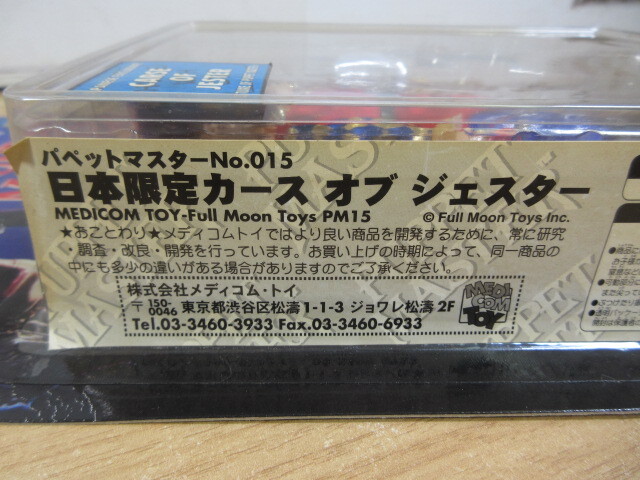 CARSE
OF
JESTER
パペットマスターNo.015
日本限定カース オブ ジェスター
MEDICOM TOY-Full Moon Toys PM15
© Full Moon Toys Inc.
★おことわり★メディコムトイではより良い商品を開発するために、常に研究
・調査・改良・開発を行っています。お買い上げの時期によって、同一商品の
中にも多少の違いがある場合がありますのでご了承ください。
株式会社メディコム・トイ
〒150-0046 東京都渋谷区松濤1-1-3 ジョワレ松濤2F
Tel.03-3460-3933 Fax.03-3460-6933
MEDI
COM
TOY